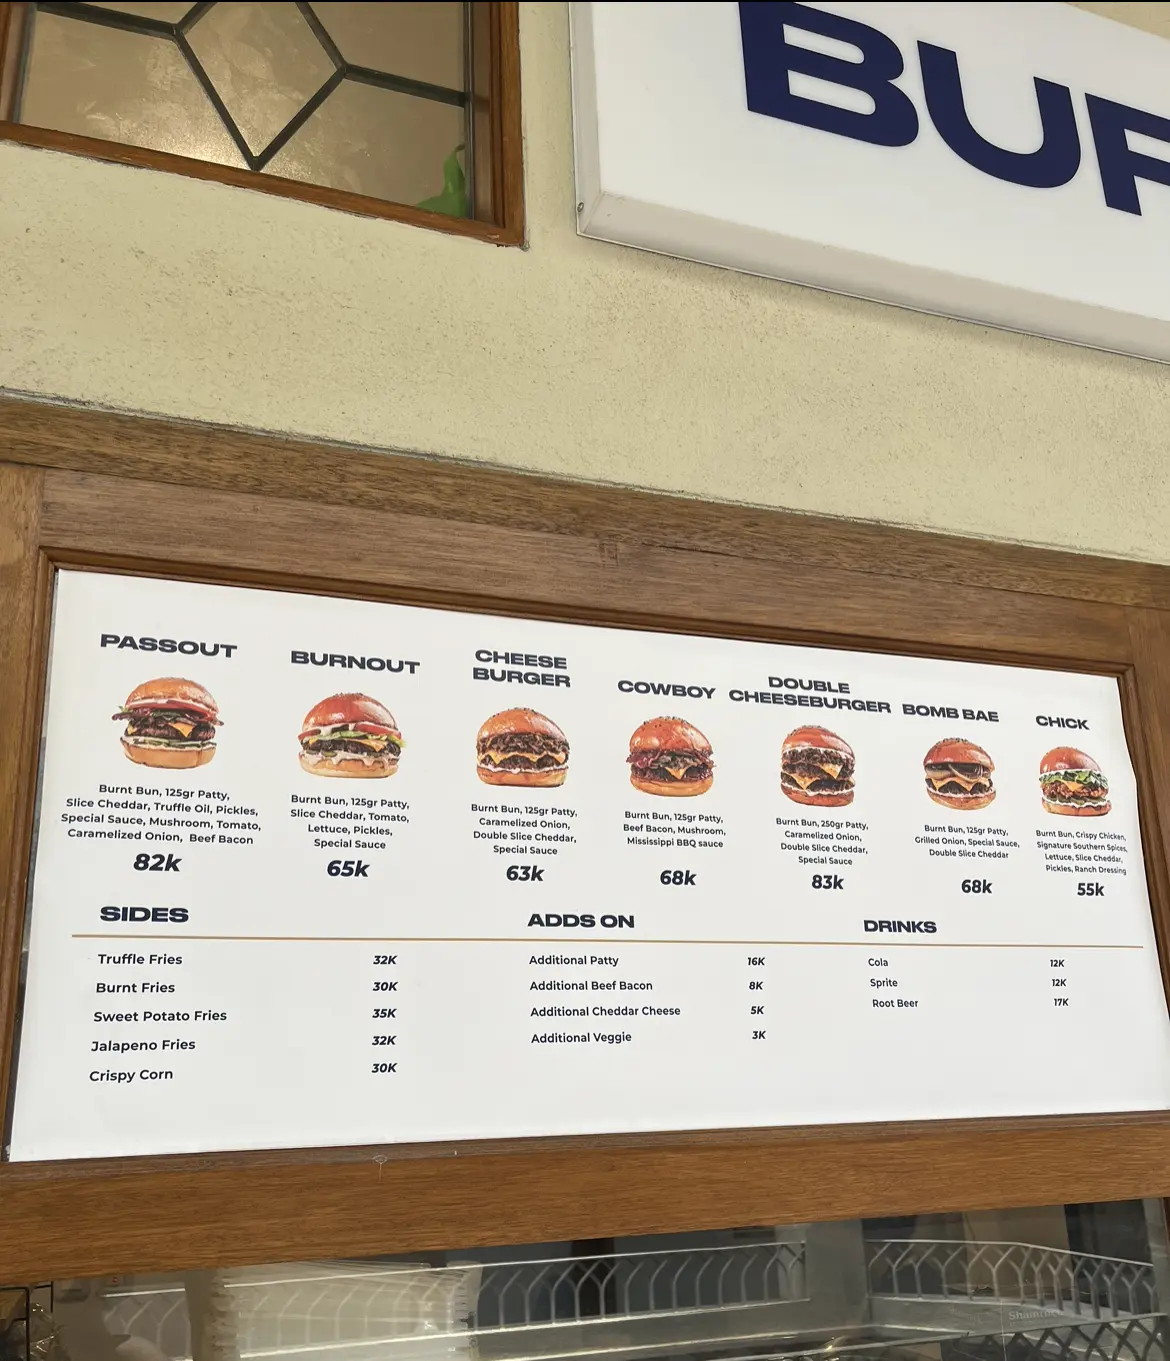 BUR
PASSOUT
Burnt Bun, 125gr Patty,
Slice Cheddar, Truffle Oil, Pickles,
Special Sauce, Mushroom, Tomato,
Caramelized Onion, Beef Bacon
82k
BURNOUT
Burnt Bun, 125gr Patty,
Slice Cheddar, Tomato,
Lettuce, Pickles,
Special Sauce
65k
CHEESE
BURGER
Burnt Bun, 125gr Patty,
Caramelized Onion,
Double Slice Cheddar,
Special Sauce
63k
COWBOY
Burnt Bun, 125gr Patty,
Beef Bacon, Mushroom,
Mississippi BBQ sauce
68k
DOUBLE
CHEESEBURGER
Burnt Bun, 250gr Patty,
Caramelized Onion,
Double Slice Cheddar,
Special Sauce
83k
BOMB BAE
Burnt Bun, 125gr Patty,
Grilled Onion, Special Sauce,
Double Slice Cheddar
68k
CHICK
Burnt Bun, Crispy Chicken,
Signature Southern Spices,
Lettuce, Slice Cheddar,
Pickles, Ranch Dressing
55k
SIDES
Truffle Fries 32K
Burnt Fries 30K
Sweet Potato Fries 35K
Jalapeno Fries 32K
Crispy Corn 30K
ADDS ON
Additional Patty 16K
Additional Beef Bacon 8K
Additional Cheddar Cheese 5K
Additional Veggie 3K
DRINKS
Cola 12K
Sprite 12K
Root Beer 17K